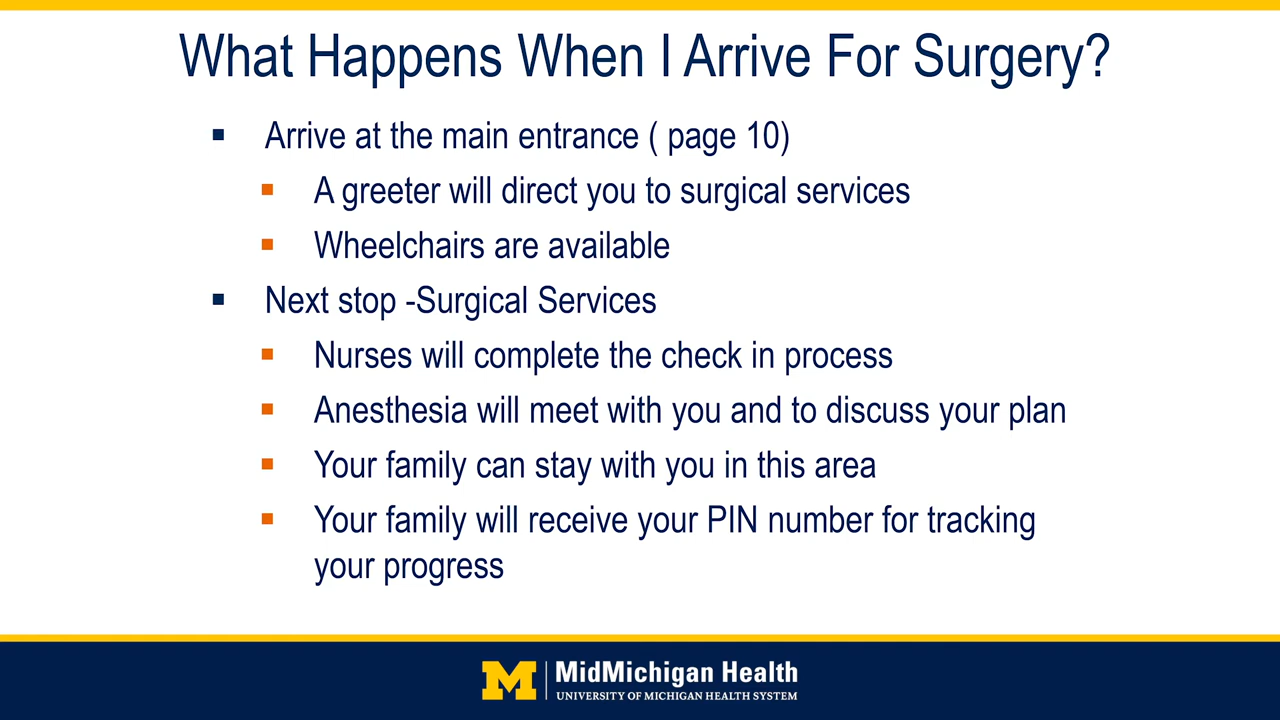 What Happens When I Arrive For Surgery?
▪ Arrive at the main entrance ( page 10)
▪ A greeter will direct you to surgical services
▪ Wheelchairs are available
▪ Next stop -Surgical Services
▪ Nurses will complete the check in process
▪ Anesthesia will meet with you and to discuss your plan
▪ Your family can stay with you in this area
▪ Your family will receive your PIN number for tracking
your progress
M | MidMichigan Health
UNIVERSITY OF MICHIGAN HEALTH SYSTEM